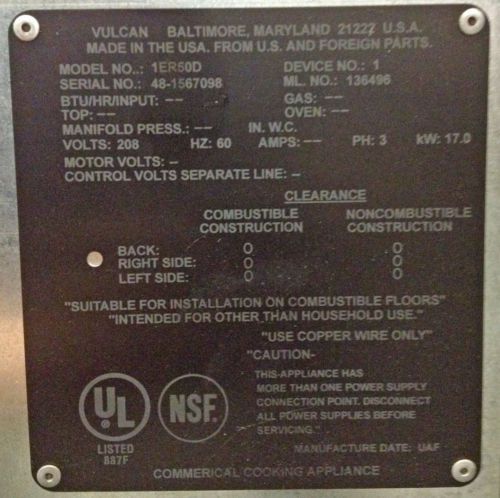 VULCAN BALTIMORE, MARYLAND 21222 U.S.A.
MADE IN THE USA. FROM U.S. AND FOREIGN PARTS.
MODEL NO..: 1ER50D DEVICE NO.: 1
SERIAL NO.: 48-1567098 ML. NO.: 136496
BTU/HR/INPUT: -- GAS: --
TOP: -- OVEN: --
MANIFOLD PRESS.: -- IN. W.C.
VOLTS: 208 HZ: 60 AMPS: -- PH: 3 kW: 17.0
MOTOR VOLTS: -
CONTROL VOLTS SEPARATE LINE: -
CLEARANCE
COMBUSTIBLE NONCOMBUSTIBLE
CONSTRUCTION CONSTRUCTION
BACK: 0 0
RIGHT SIDE: 0 0
LEFT SIDE: 0 0
"SUITABLE FOR INSTALLATION ON COMBUSTIBLE FLOORS"
"INTENDED FOR OTHER THAN HOUSEHOLD USE."
"USE COPPER WIRE ONLY"
"CAUTION-
THIS APPLIANCE HAS
MORE THAN ONE POWER SUPPLY
CONNECTION POINT. DISCONNECT
ALL POWER SUPPLIES BEFORE
SERVICING."
UL
LISTED
887F
NSF.
MANUFACTURE DATE: UAF
COMMERICAL COOKING APPLIANCE